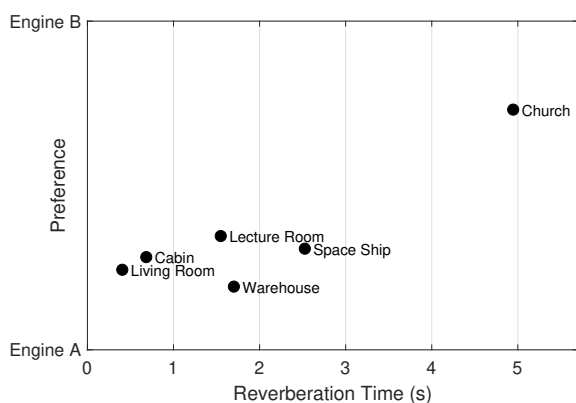 Engine B
Church
Preference
Lecture Room
Space Ship
Cabin
Living Room
Warehouse
Engine A
0 1 2 3 4 5
Reverberation Time (s)